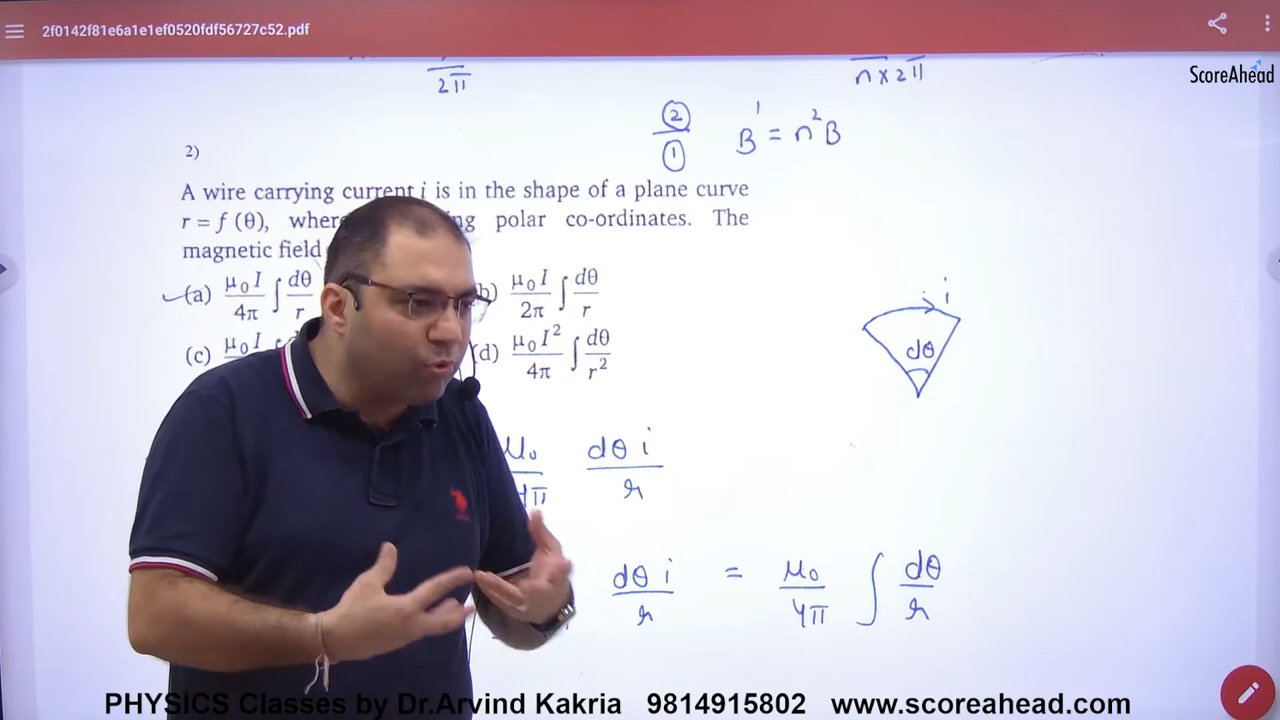 2f0142f81e6a1e1ef0520fdf56727c52.pdf
ScoreAhead
2π
n×2π
②/① B' = n²B
2)
A wire carrying current i is in the shape of a plane curve
r = f (θ), polar co-ordinates. The
magnetic field
(a) μ₀I/4π ∫ dθ/r
b) μ₀I/2π ∫ dθ/r
(c) μ₀I
(d) μ₀I²/4π ∫ dθ/r²
i
dθ
μ₀/4π dθ i/r
dθ i/r = μ₀/4π ∫ dθ/r
PHYSICS Classes by Dr.Arvind Kakria 9814915802 www.scoreahead.com